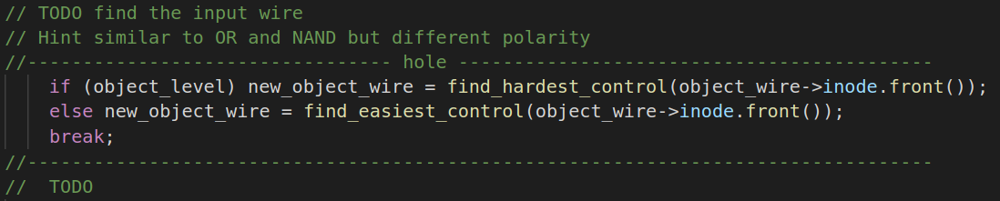 // TODO find the input wire
// Hint similar to OR and NAND but different polarity
//--------------------------------- hole -------------------------------------------
if (object_level) new_object_wire = find_hardest_control(object_wire->inode.front());
else new_object_wire = find_easiest_control(object_wire->inode.front());
break;
//----------------------------------------------------------------------------------
//  TODO